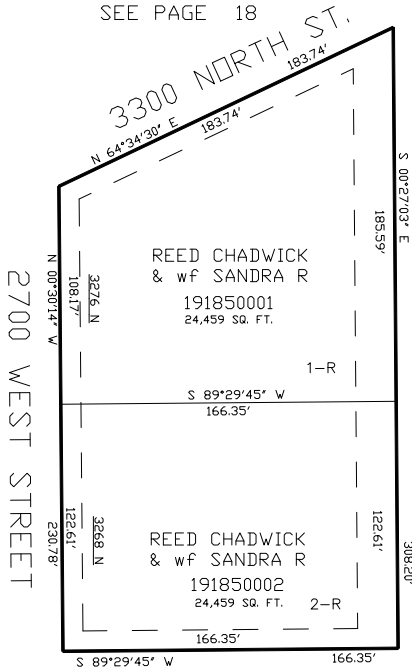 SEE PAGE 18
3300 NORTH ST.
183.74'
183.74'
N 64°34'30" E
S 00°27'03" E
185.59'
REED CHADWICK
& wf SANDRA R
191850001
24,459 SQ. FT.
N 00°30'14" W
108.17'
3276 N
2700 WEST STREET
1-R
S 89°29'45" W
166.35'
REED CHADWICK
& wf SANDRA R
191850002
24,459 SQ. FT.
2-R
230.78'
122.61'
3268 N
122.61'
308.20'
166.35'
S 89°29'45" W
166.35'